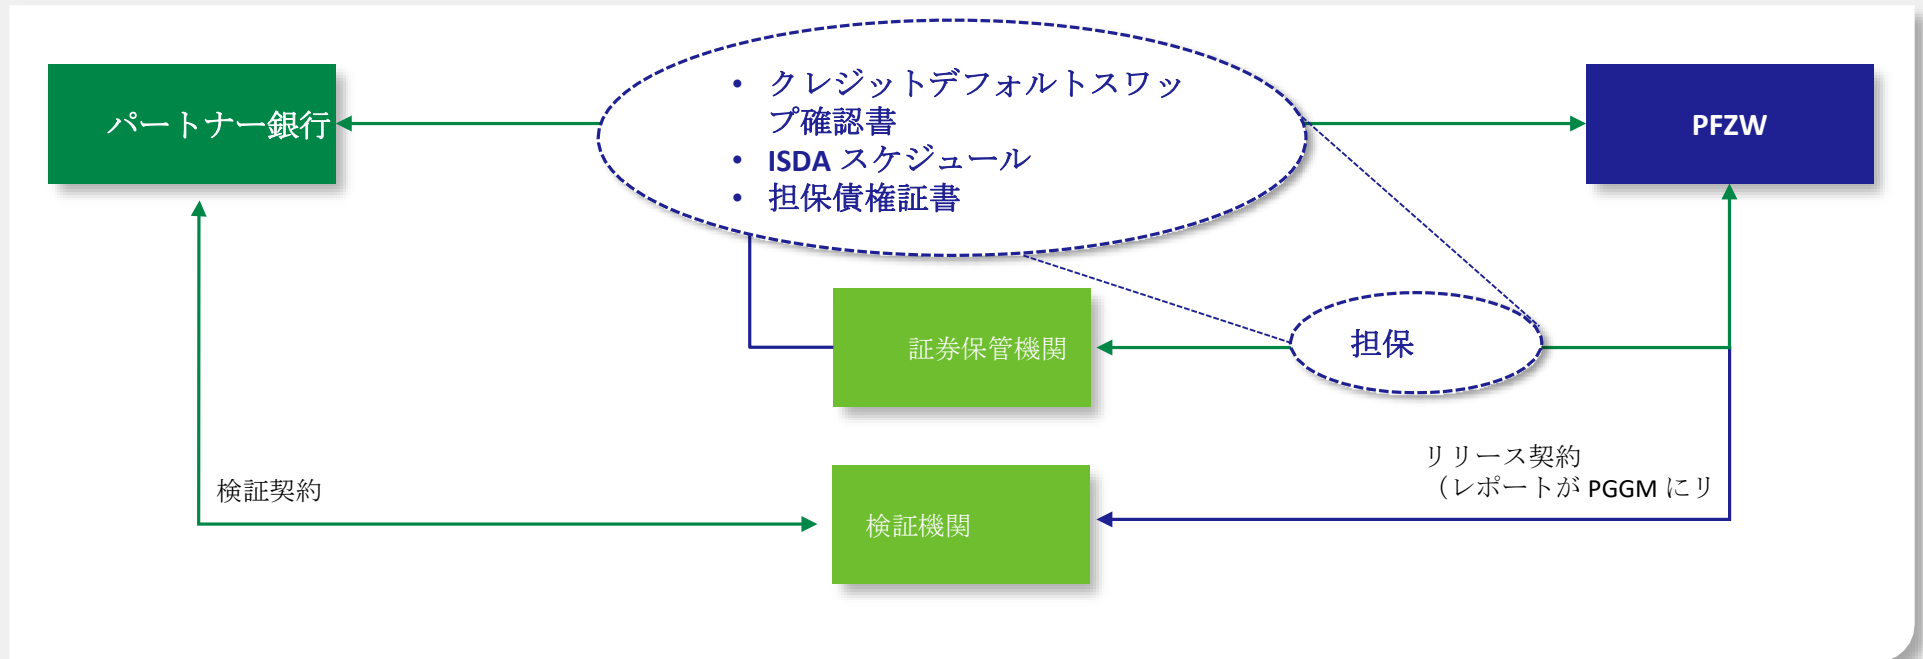 • クレジットデフォルトスワッ
プ確認書
• ISDA スケジュール
• 担保債権証書
パートナー銀行
PFZW
証券保管機関
担保
リリース契約
（レポートが PGGM にリ
検証契約
検証機関